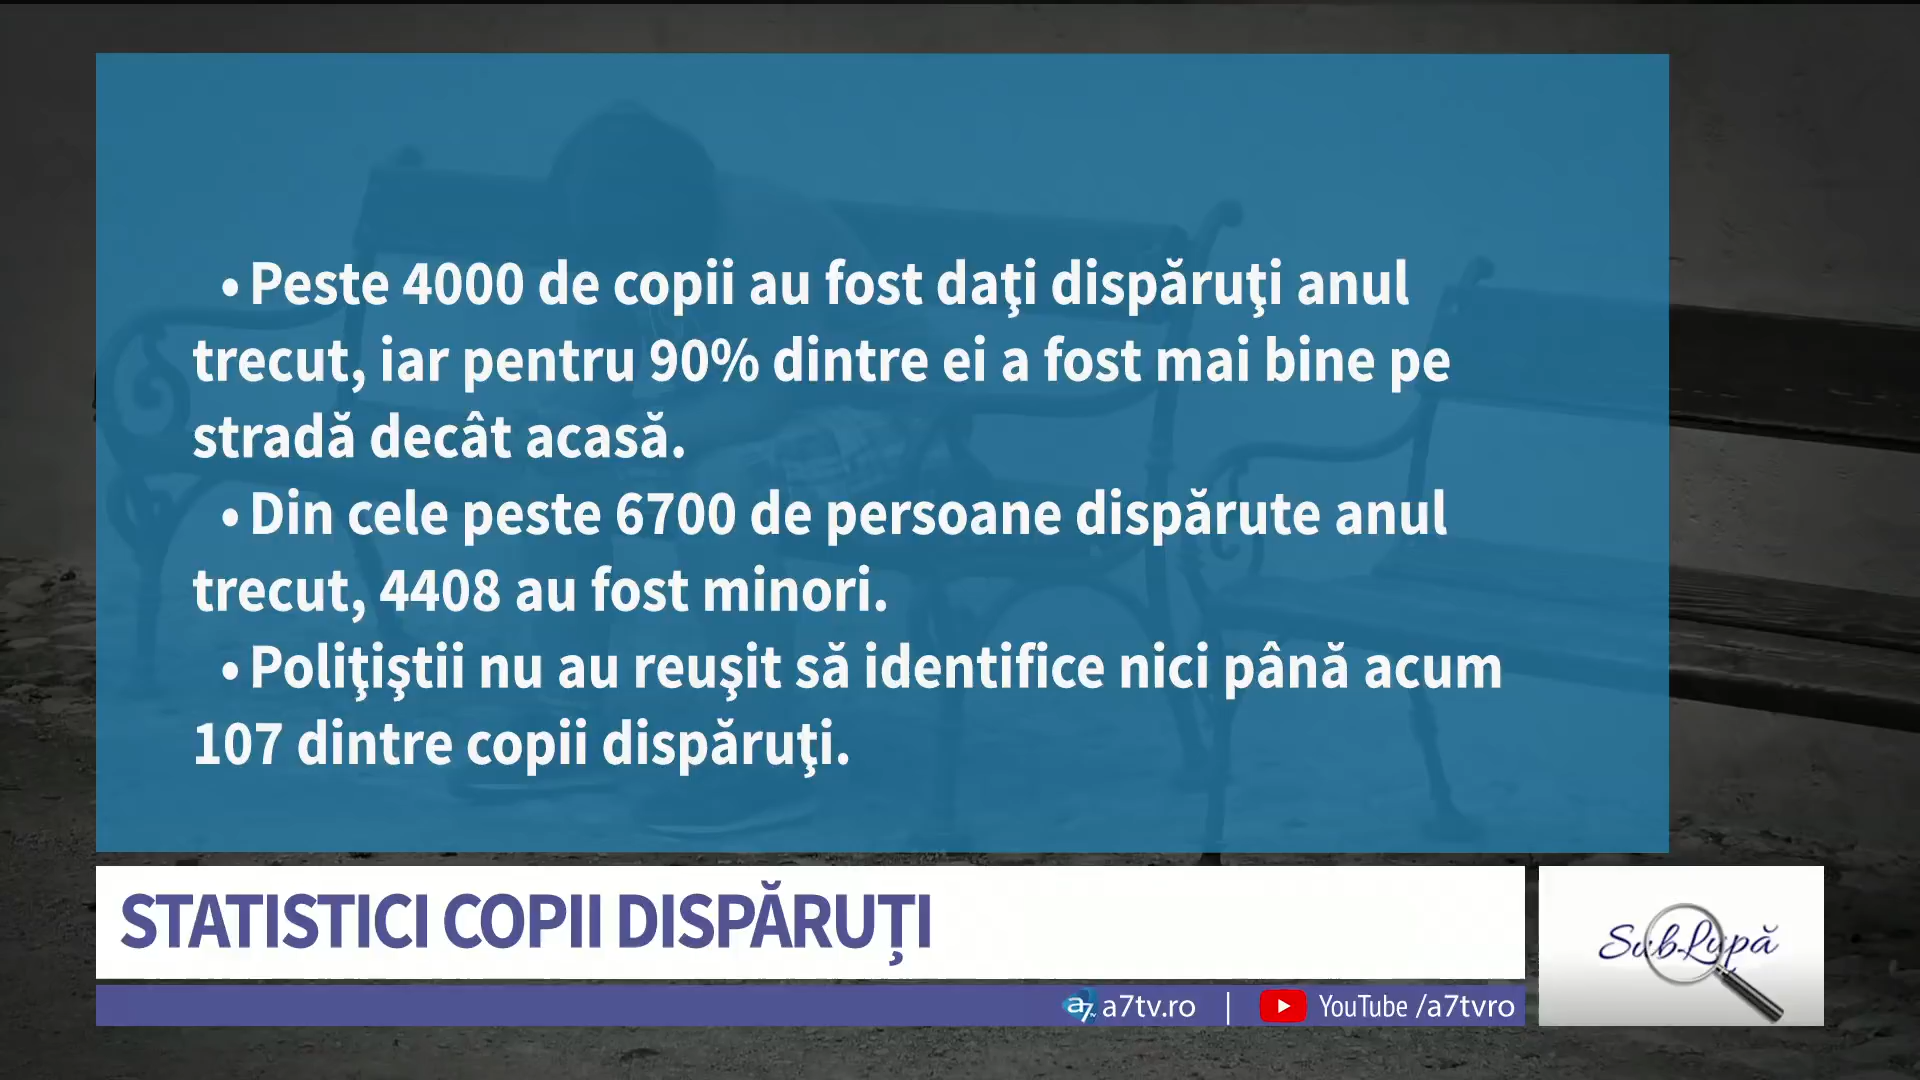 • Peste 4000 de copii au fost daţi dispăruţi anul
trecut, iar pentru 90% dintre ei a fost mai bine pe
stradă decât acasă.
• Din cele peste 6700 de persoane dispărute anul
trecut, 4408 au fost minori.
• Poliţiştii nu au reuşit să identifice nici până acum
107 dintre copii dispăruţi.
STATISTICI COPII DISPĂRUȚI
Sub Lupă
a7tv a7tv.ro | YouTube /a7tvro